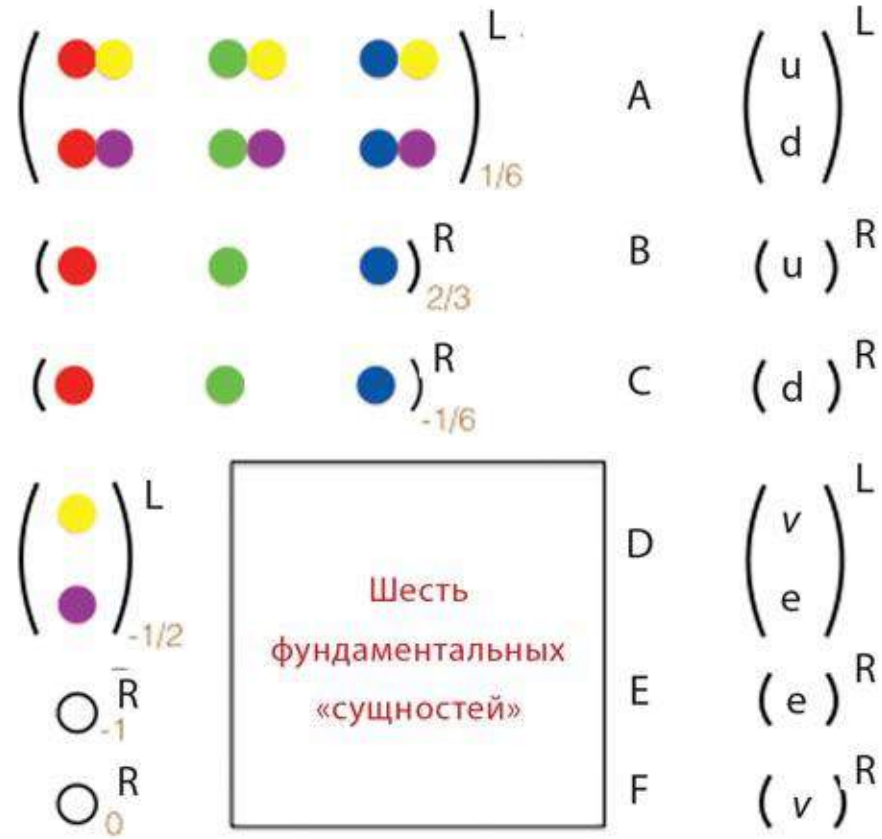 L
1/6
A
u
d
L
R
2/3
B
( u ) R
R
-1/6
C
( d ) R
L
-1/2
D
ν
e
L
Шесть
фундаментальных
«сущностей»
R
-1
E
( e ) R
R
0
F
( ν ) R